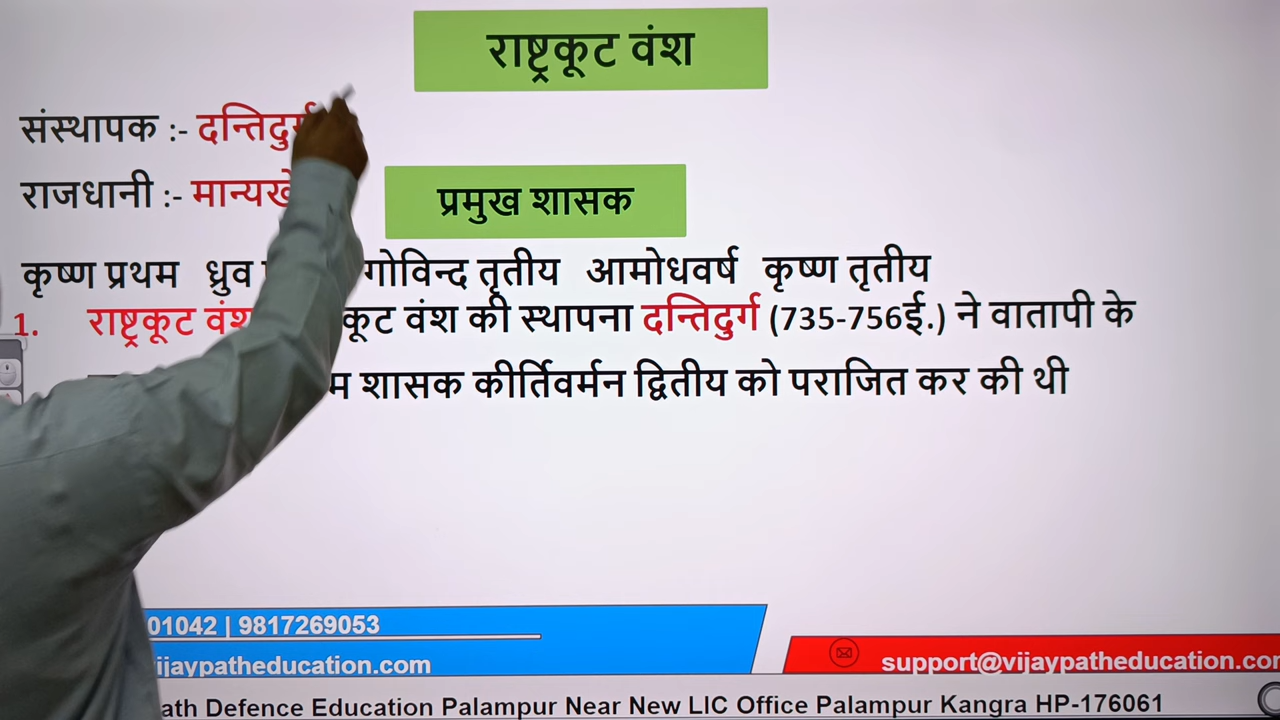 राष्ट्रकूट वंश
संस्थापक :- दन्तिदुर्ग
राजधानी :- मान्यखे
प्रमुख शासक
कृष्ण प्रथम ध्रुव गोविन्द तृतीय आमोधवर्ष कृष्ण तृतीय
1. राष्ट्रकूट वंश कूट वंश की स्थापना दन्तिदुर्ग (735-756ई.) ने वातापी के
शासक कीर्तिवर्मन द्वितीय को पराजित कर की थी
01042 | 9817269053
ijaypatheducation.com
support@vijaypatheducation.com
ath Defence Education Palampur Near New LIC Office Palampur Kangra HP-176061